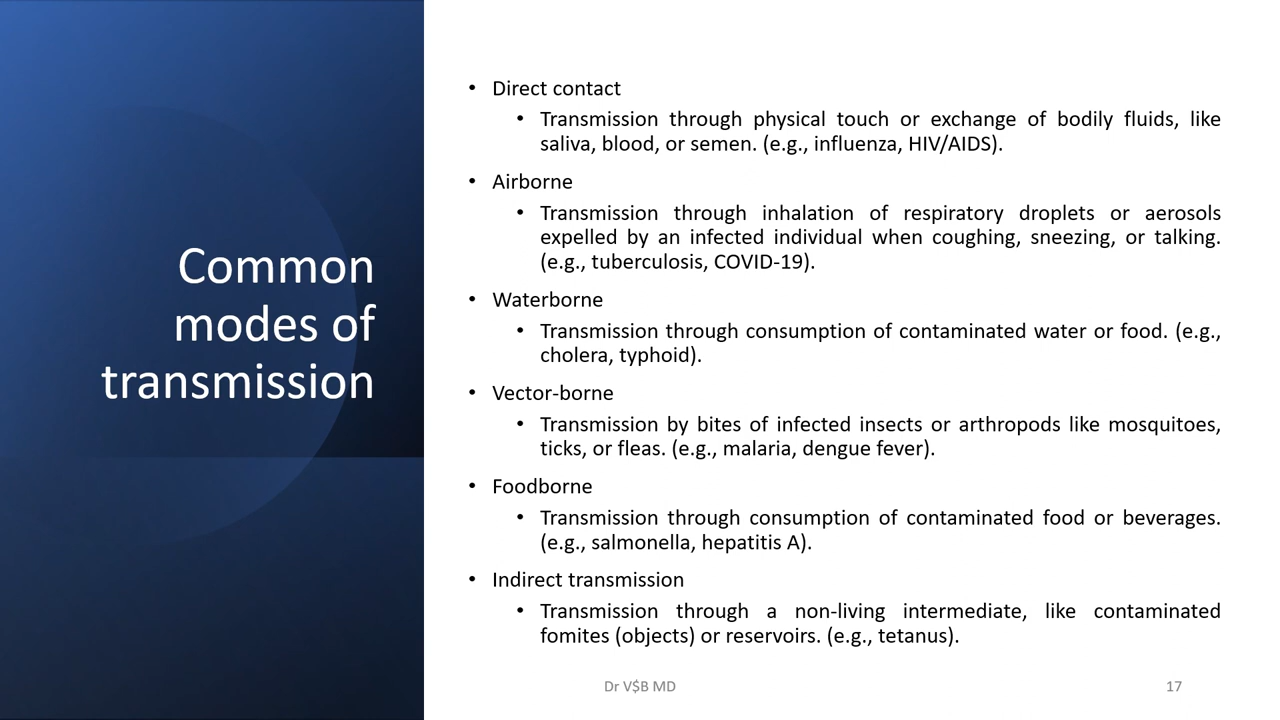 Common
modes of
transmission
• Direct contact
• Transmission through physical touch or exchange of bodily fluids, like
saliva, blood, or semen. (e.g., influenza, HIV/AIDS).
• Airborne
• Transmission through inhalation of respiratory droplets or aerosols
expelled by an infected individual when coughing, sneezing, or talking.
(e.g., tuberculosis, COVID-19).
• Waterborne
• Transmission through consumption of contaminated water or food. (e.g.,
cholera, typhoid).
• Vector-borne
• Transmission by bites of infected insects or arthropods like mosquitoes,
ticks, or fleas. (e.g., malaria, dengue fever).
• Foodborne
• Transmission through consumption of contaminated food or beverages.
(e.g., salmonella, hepatitis A).
• Indirect transmission
• Transmission through a non-living intermediate, like contaminated
fomites (objects) or reservoirs. (e.g., tetanus).
Dr V$B MD
17